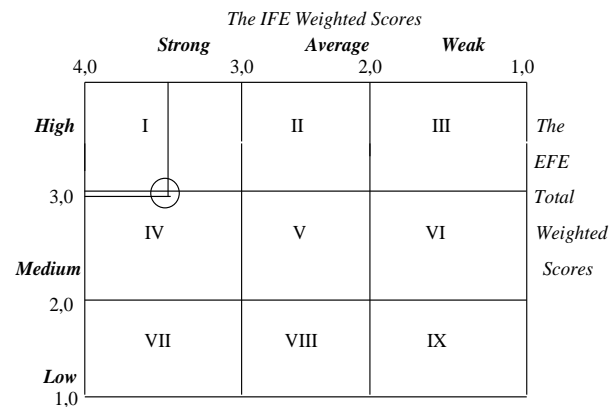 The IFE Weighted Scores
Strong Average Weak
4,0 3,0 2,0 1,0
High I II III The
EFE
3,0 Total
IV V VI Weighted
Medium Scores
2,0
VII VIII IX
Low
1,0